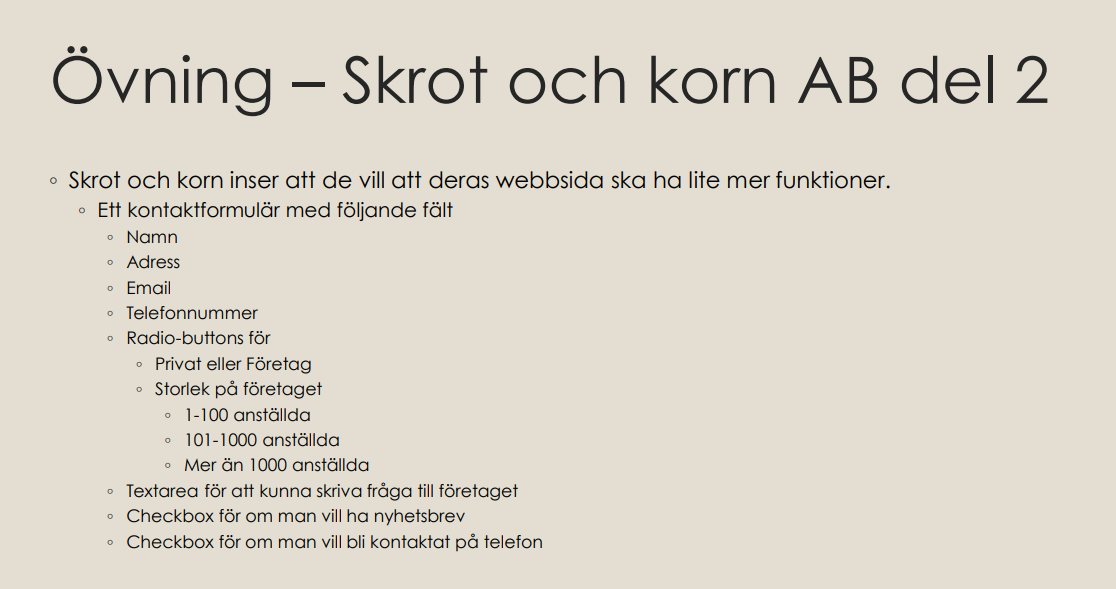 Övning – Skrot och korn AB del 2
◦ Skrot och korn inser att de vill att deras webbsida ska ha lite mer funktioner.
◦ Ett kontaktformulär med följande fält
◦ Namn
◦ Adress
◦ Email
◦ Telefonnummer
◦ Radio-buttons för
◦ Privat eller Företag
◦ Storlek på företaget
◦ 1-100 anställda
◦ 101-1000 anställda
◦ Mer än 1000 anställda
◦ Textarea för att kunna skriva fråga till företaget
◦ Checkbox för om man vill ha nyhetsbrev
◦ Checkbox för om man vill bli kontaktat på telefon